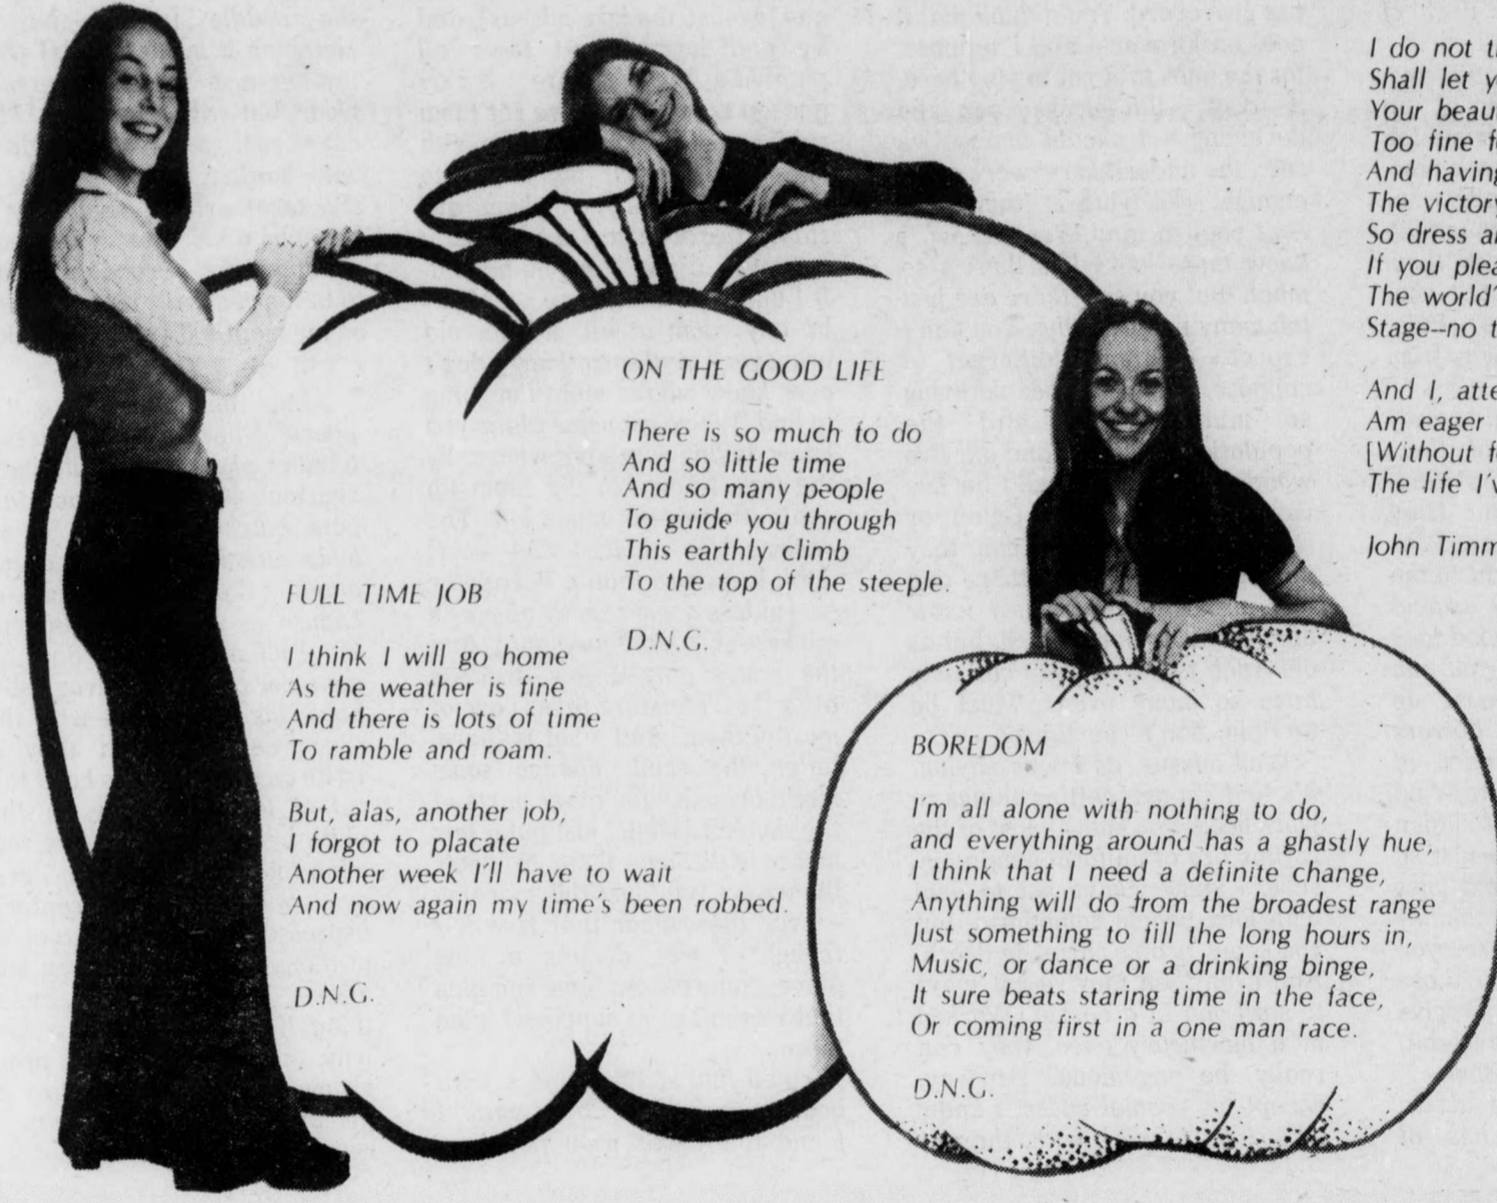 ON THE GOOD LIFE
There is so much to do
And so little time
And so many people
To guide you through
This earthly climb
To the top of the steeple.
D.N.G.
FULL TIME JOB
I think I will go home
As the weather is fine
And there is lots of time
To ramble and roam.
But, alas, another job,
I forgot to placate
Another week I'll have to wait
And now again my time's been robbed.
D.N.G.
BOREDOM
I'm all alone with nothing to do,
and everything around has a ghastly hue,
I think that I need a definite change,
Anything will do from the broadest range
Just something to fill the long hours in,
Music, or dance or a drinking binge,
It sure beats staring time in the face,
Or coming first in a one man race.
D.N.G.
I do not
Shall let
Your
Too fine
And having
The
So dress
If you
The world's
Stage--no
And I,
Am eager
[Without
The life I've
John